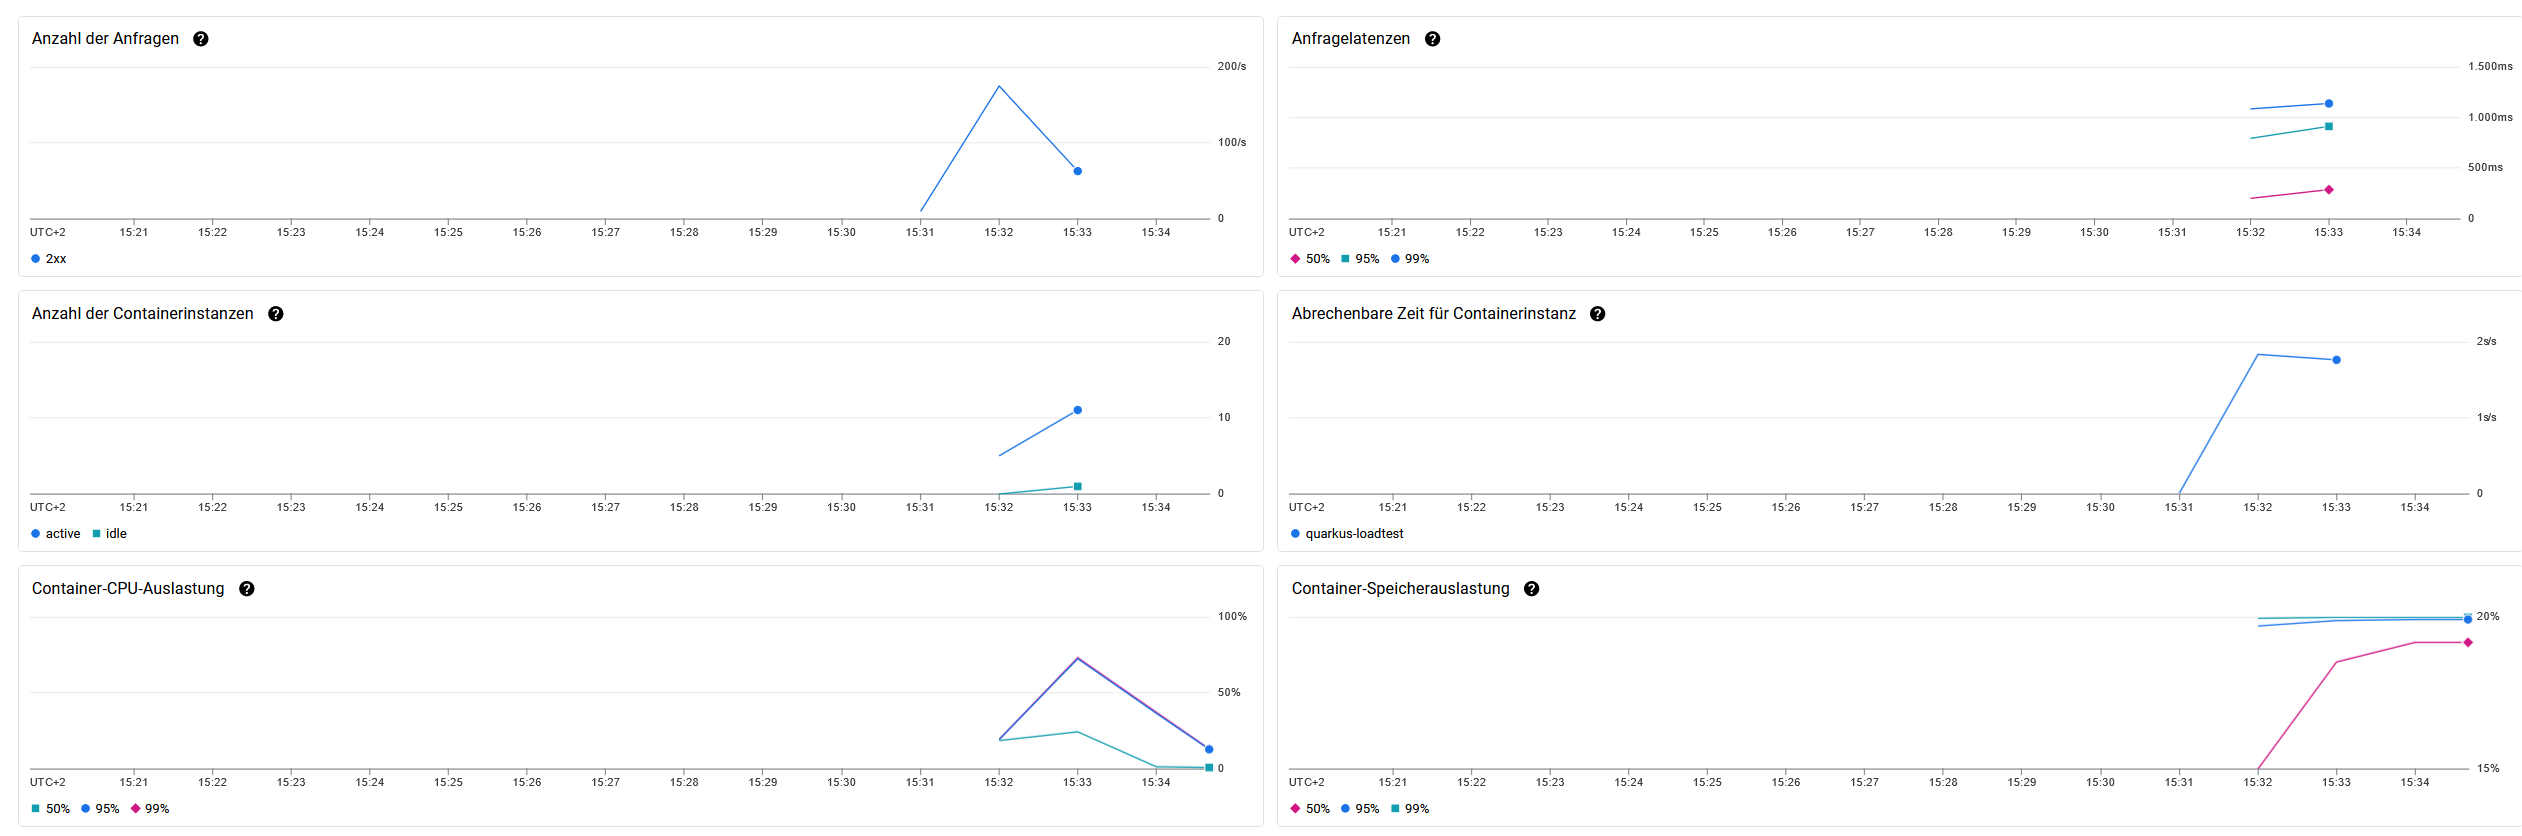 Anzahl der Anfragen
200/s
100/s
0
UTC+2 15:21 15:22 15:23 15:24 15:25 15:26 15:27 15:28 15:29 15:30 15:31 15:32 15:33 15:34
2xx
Anfragelatenzen
1.500ms
1.000ms
500ms
0
UTC+2 15:21 15:22 15:23 15:24 15:25 15:26 15:27 15:28 15:29 15:30 15:31 15:32 15:33 15:34
50% 95% 99%
Anzahl der Containerinstanzen
20
10
0
UTC+2 15:21 15:22 15:23 15:24 15:25 15:26 15:27 15:28 15:29 15:30 15:31 15:32 15:33 15:34
active idle
Abrechenbare Zeit für Containerinstanz
2s/s
1s/s
0
UTC+2 15:21 15:22 15:23 15:24 15:25 15:26 15:27 15:28 15:29 15:30 15:31 15:32 15:33 15:34
quarkus-loadtest
Container-CPU-Auslastung
100%
50%
0
UTC+2 15:21 15:22 15:23 15:24 15:25 15:26 15:27 15:28 15:29 15:30 15:31 15:32 15:33 15:34
50% 95% 99%
Container-Speicherauslastung
20%
15%
UTC+2 15:21 15:22 15:23 15:24 15:25 15:26 15:27 15:28 15:29 15:30 15:31 15:32 15:33 15:34
50% 95% 99%